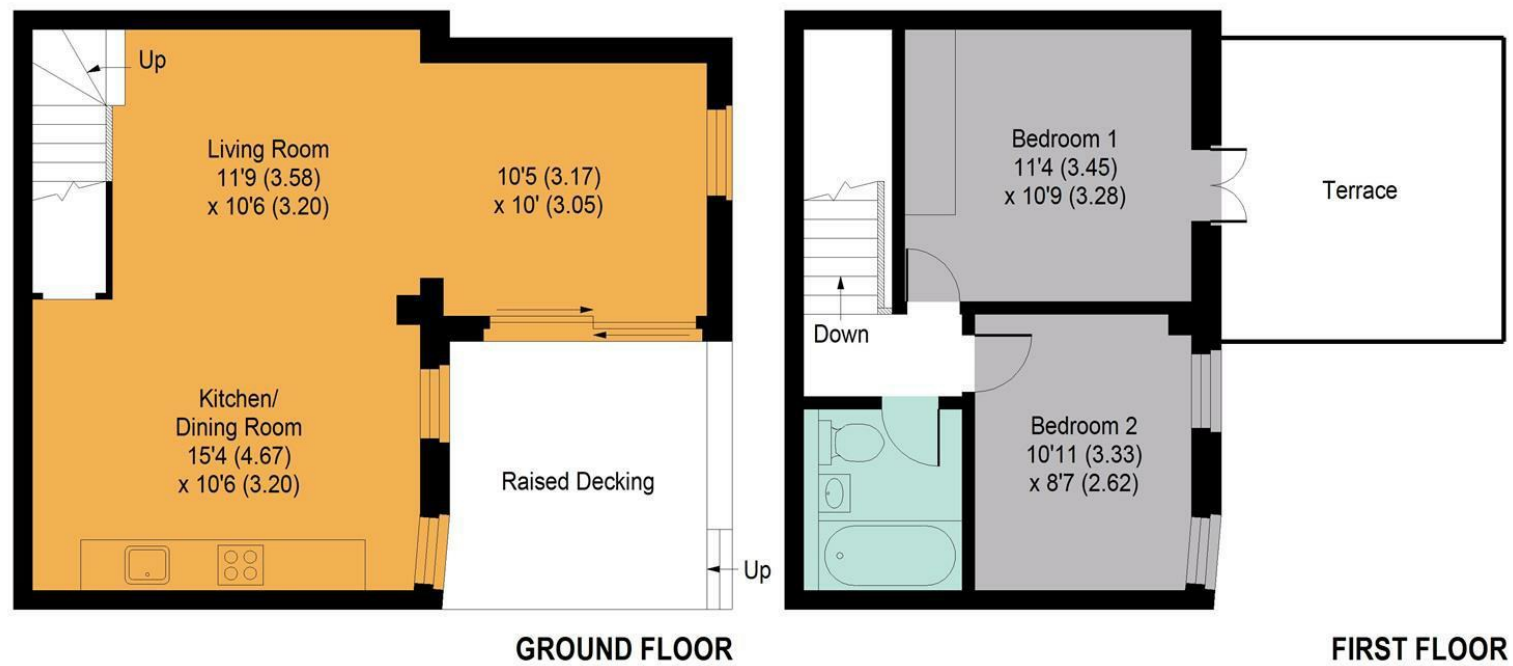 Up
Living Room
11'9 (3.58)
x 10'6 (3.20)
10'5 (3.17)
x 10' (3.05)
Kitchen/
Dining Room
15'4 (4.67)
x 10'6 (3.20)
Raised Decking
Up
GROUND FLOOR
Bedroom 1
11'4 (3.45)
x 10'9 (3.28)
Terrace
Down
Bedroom 2
10'11 (3.33)
x 8'7 (2.62)
FIRST FLOOR